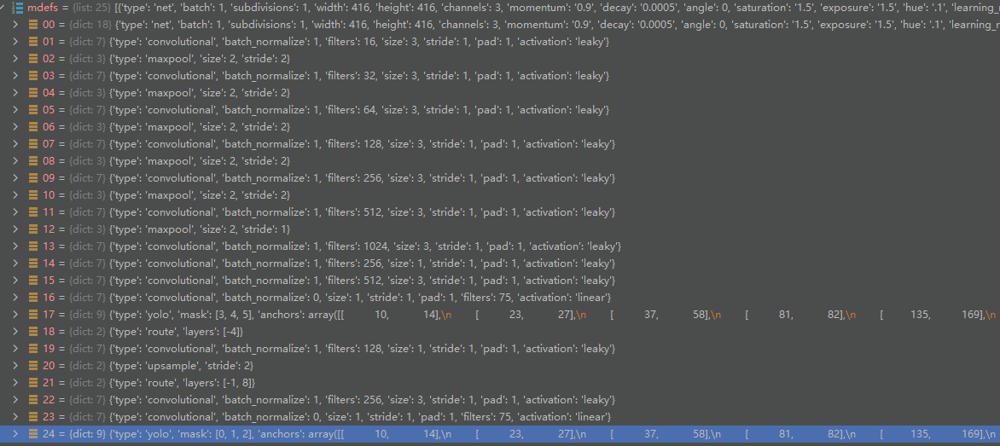 mdefs = {list: 25} [{'type': 'net', 'batch': 1, 'subdivisions': 1, 'width': 416, 'height': 416, 'channels': 3, 'momentum': '0.9', 'decay': '0.0005', 'angle': 0, 'saturation': '1.5', 'exposure': '1.5', 'hue': '.1', 'learning_
00 = {dict: 18} {'type': 'net', 'batch': 1, 'subdivisions': 1, 'width': 416, 'height': 416, 'channels': 3, 'momentum': '0.9', 'decay': '0.0005', 'angle': 0, 'saturation': '1.5', 'exposure': '1.5', 'hue': '.1', 'learning_r
01 = {dict: 7} {'type': 'convolutional', 'batch_normalize': 1, 'filters': 16, 'size': 3, 'stride': 1, 'pad': 1, 'activation': 'leaky'}
02 = {dict: 3} {'type': 'maxpool', 'size': 2, 'stride': 2}
03 = {dict: 7} {'type': 'convolutional', 'batch_normalize': 1, 'filters': 32, 'size': 3, 'stride': 1, 'pad': 1, 'activation': 'leaky'}
04 = {dict: 3} {'type': 'maxpool', 'size': 2, 'stride': 2}
05 = {dict: 7} {'type': 'convolutional', 'batch_normalize': 1, 'filters': 64, 'size': 3, 'stride': 1, 'pad': 1, 'activation': 'leaky'}
06 = {dict: 3} {'type': 'maxpool', 'size': 2, 'stride': 2}
07 = {dict: 7} {'type': 'convolutional', 'batch_normalize': 1, 'filters': 128, 'size': 3, 'stride': 1, 'pad': 1, 'activation': 'leaky'}
08 = {dict: 3} {'type': 'maxpool', 'size': 2, 'stride': 2}
09 = {dict: 7} {'type': 'convolutional', 'batch_normalize': 1, 'filters': 256, 'size': 3, 'stride': 1, 'pad': 1, 'activation': 'leaky'}
10 = {dict: 3} {'type': 'maxpool', 'size': 2, 'stride': 2}
11 = {dict: 7} {'type': 'convolutional', 'batch_normalize': 1, 'filters': 512, 'size': 3, 'stride': 1, 'pad': 1, 'activation': 'leaky'}
12 = {dict: 3} {'type': 'maxpool', 'size': 2, 'stride': 1}
13 = {dict: 7} {'type': 'convolutional', 'batch_normalize': 1, 'filters': 1024, 'size': 3, 'stride': 1, 'pad': 1, 'activation': 'leaky'}
14 = {dict: 7} {'type': 'convolutional', 'batch_normalize': 1, 'filters': 256, 'size': 1, 'stride': 1, 'pad': 1, 'activation': 'leaky'}
15 = {dict: 7} {'type': 'convolutional', 'batch_normalize': 1, 'filters': 512, 'size': 3, 'stride': 1, 'pad': 1, 'activation': 'leaky'}
16 = {dict: 7} {'type': 'convolutional', 'batch_normalize': 0, 'size': 1, 'stride': 1, 'pad': 1, 'filters': 75, 'activation': 'linear'}
17 = {dict: 9} {'type': 'yolo', 'mask': [3, 4, 5], 'anchors': array([[ 10, 14],\n [ 23, 27],\n [ 37, 58],\n [ 81, 82],\n [ 135, 169],\n
18 = {dict: 2} {'type': 'route', 'layers': [-4]}
19 = {dict: 7} {'type': 'convolutional', 'batch_normalize': 1, 'filters': 128, 'size': 1, 'stride': 1, 'pad': 1, 'activation': 'leaky'}
20 = {dict: 2} {'type': 'upsample', 'stride': 2}
21 = {dict: 2} {'type': 'route', 'layers': [-1, 8]}
22 = {dict: 7} {'type': 'convolutional', 'batch_normalize': 1, 'filters': 256, 'size': 3, 'stride': 1, 'pad': 1, 'activation': 'leaky'}
23 = {dict: 7} {'type': 'convolutional', 'batch_normalize': 0, 'size': 1, 'stride': 1, 'pad': 1, 'filters': 75, 'activation': 'linear'}
24 = {dict: 9} {'type': 'yolo', 'mask': [0, 1, 2], 'anchors': array([[ 10, 14],\n [ 23, 27],\n [ 37, 58],\n [ 81, 82],\n [ 135, 169],\n